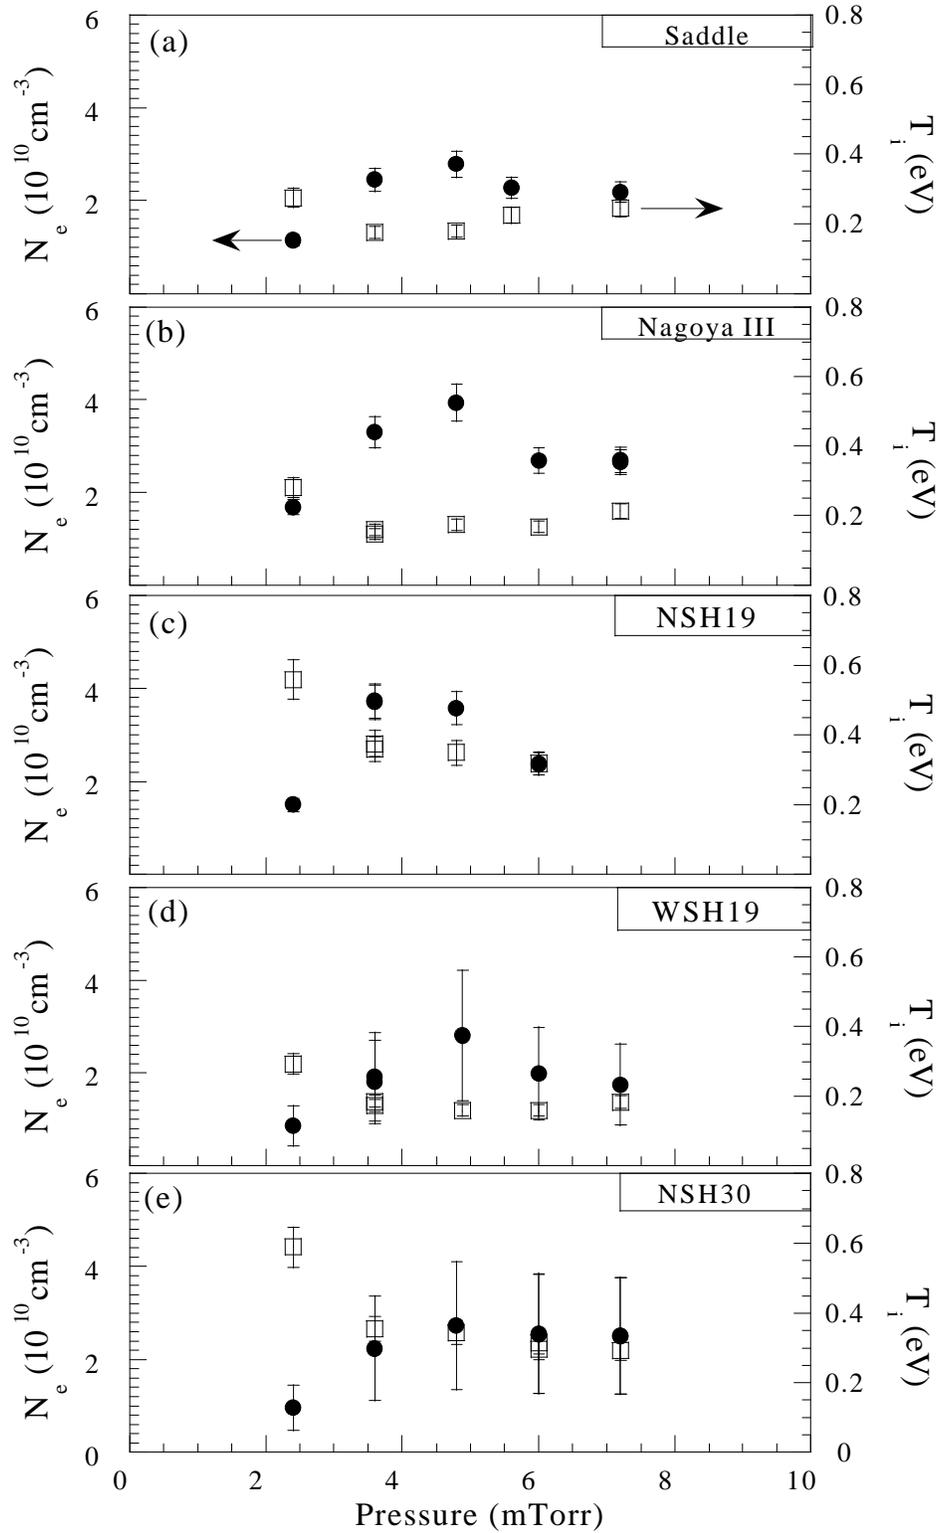 (a)
Saddle
6
4
2
N_e (10^10 cm^-3)
0.8
0.6
0.4
0.2
T_i (eV)
(b)
Nagoya III
6
4
2
N_e (10^10 cm^-3)
0.8
0.6
0.4
0.2
T_i (eV)
(c)
NSH19
6
4
2
N_e (10^10 cm^-3)
0.8
0.6
0.4
0.2
T_i (eV)
(d)
WSH19
6
4
2
N_e (10^10 cm^-3)
0.8
0.6
0.4
0.2
T_i (eV)
(e)
NSH30
6
4
2
0
N_e (10^10 cm^-3)
0.8
0.6
0.4
0.2
0
T_i (eV)
0 2 4 6 8 10
Pressure (mTorr)